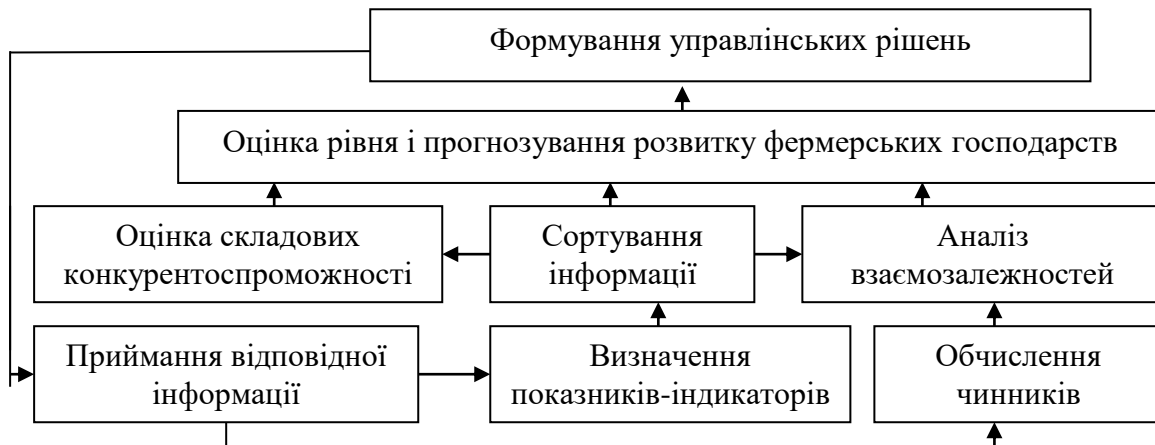 Формування управлінських рішень
Оцінка рівня і прогнозування розвитку фермерських господарств
Оцінка складових
конкурентоспроможності
Сортування
інформації
Аналіз
взаємозалежностей
Приймання відповідної
інформації
Визначення
показників-індикаторів
Обчислення
чинників